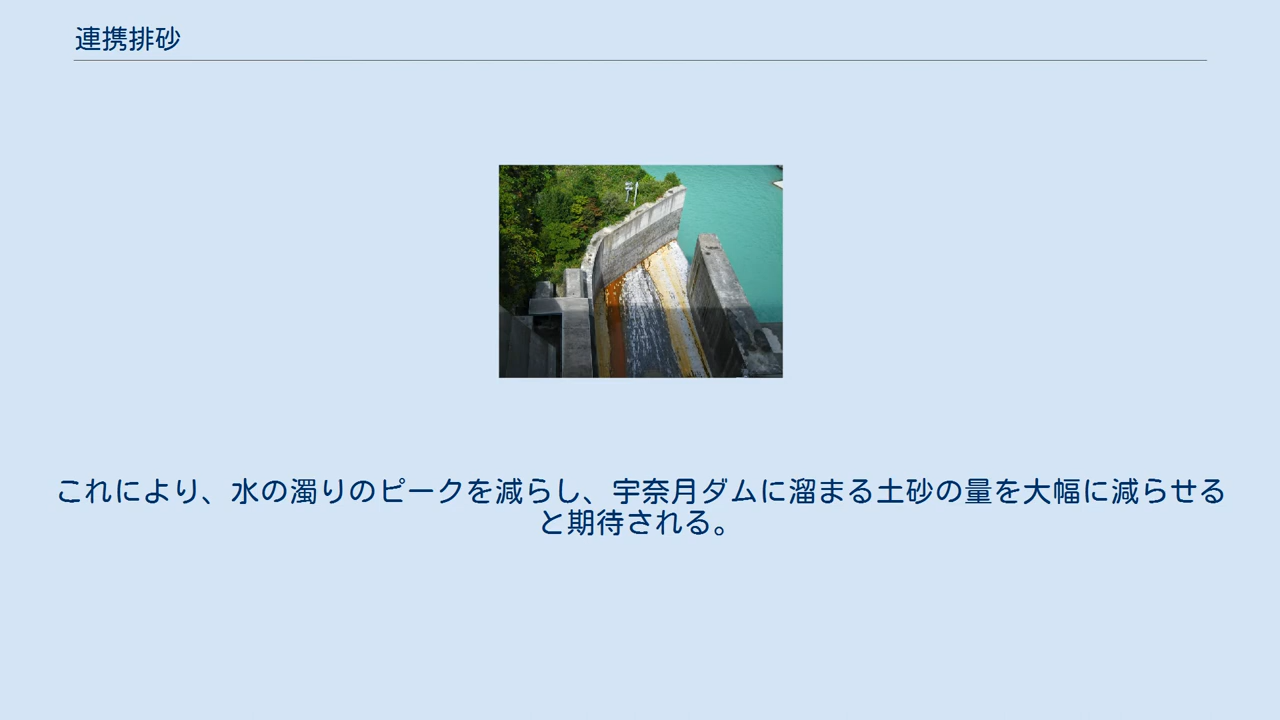 連携排砂
これにより、水の濁りのピークを減らし、宇奈月ダムに溜まる土砂の量を大幅に減らせる
と期待される。